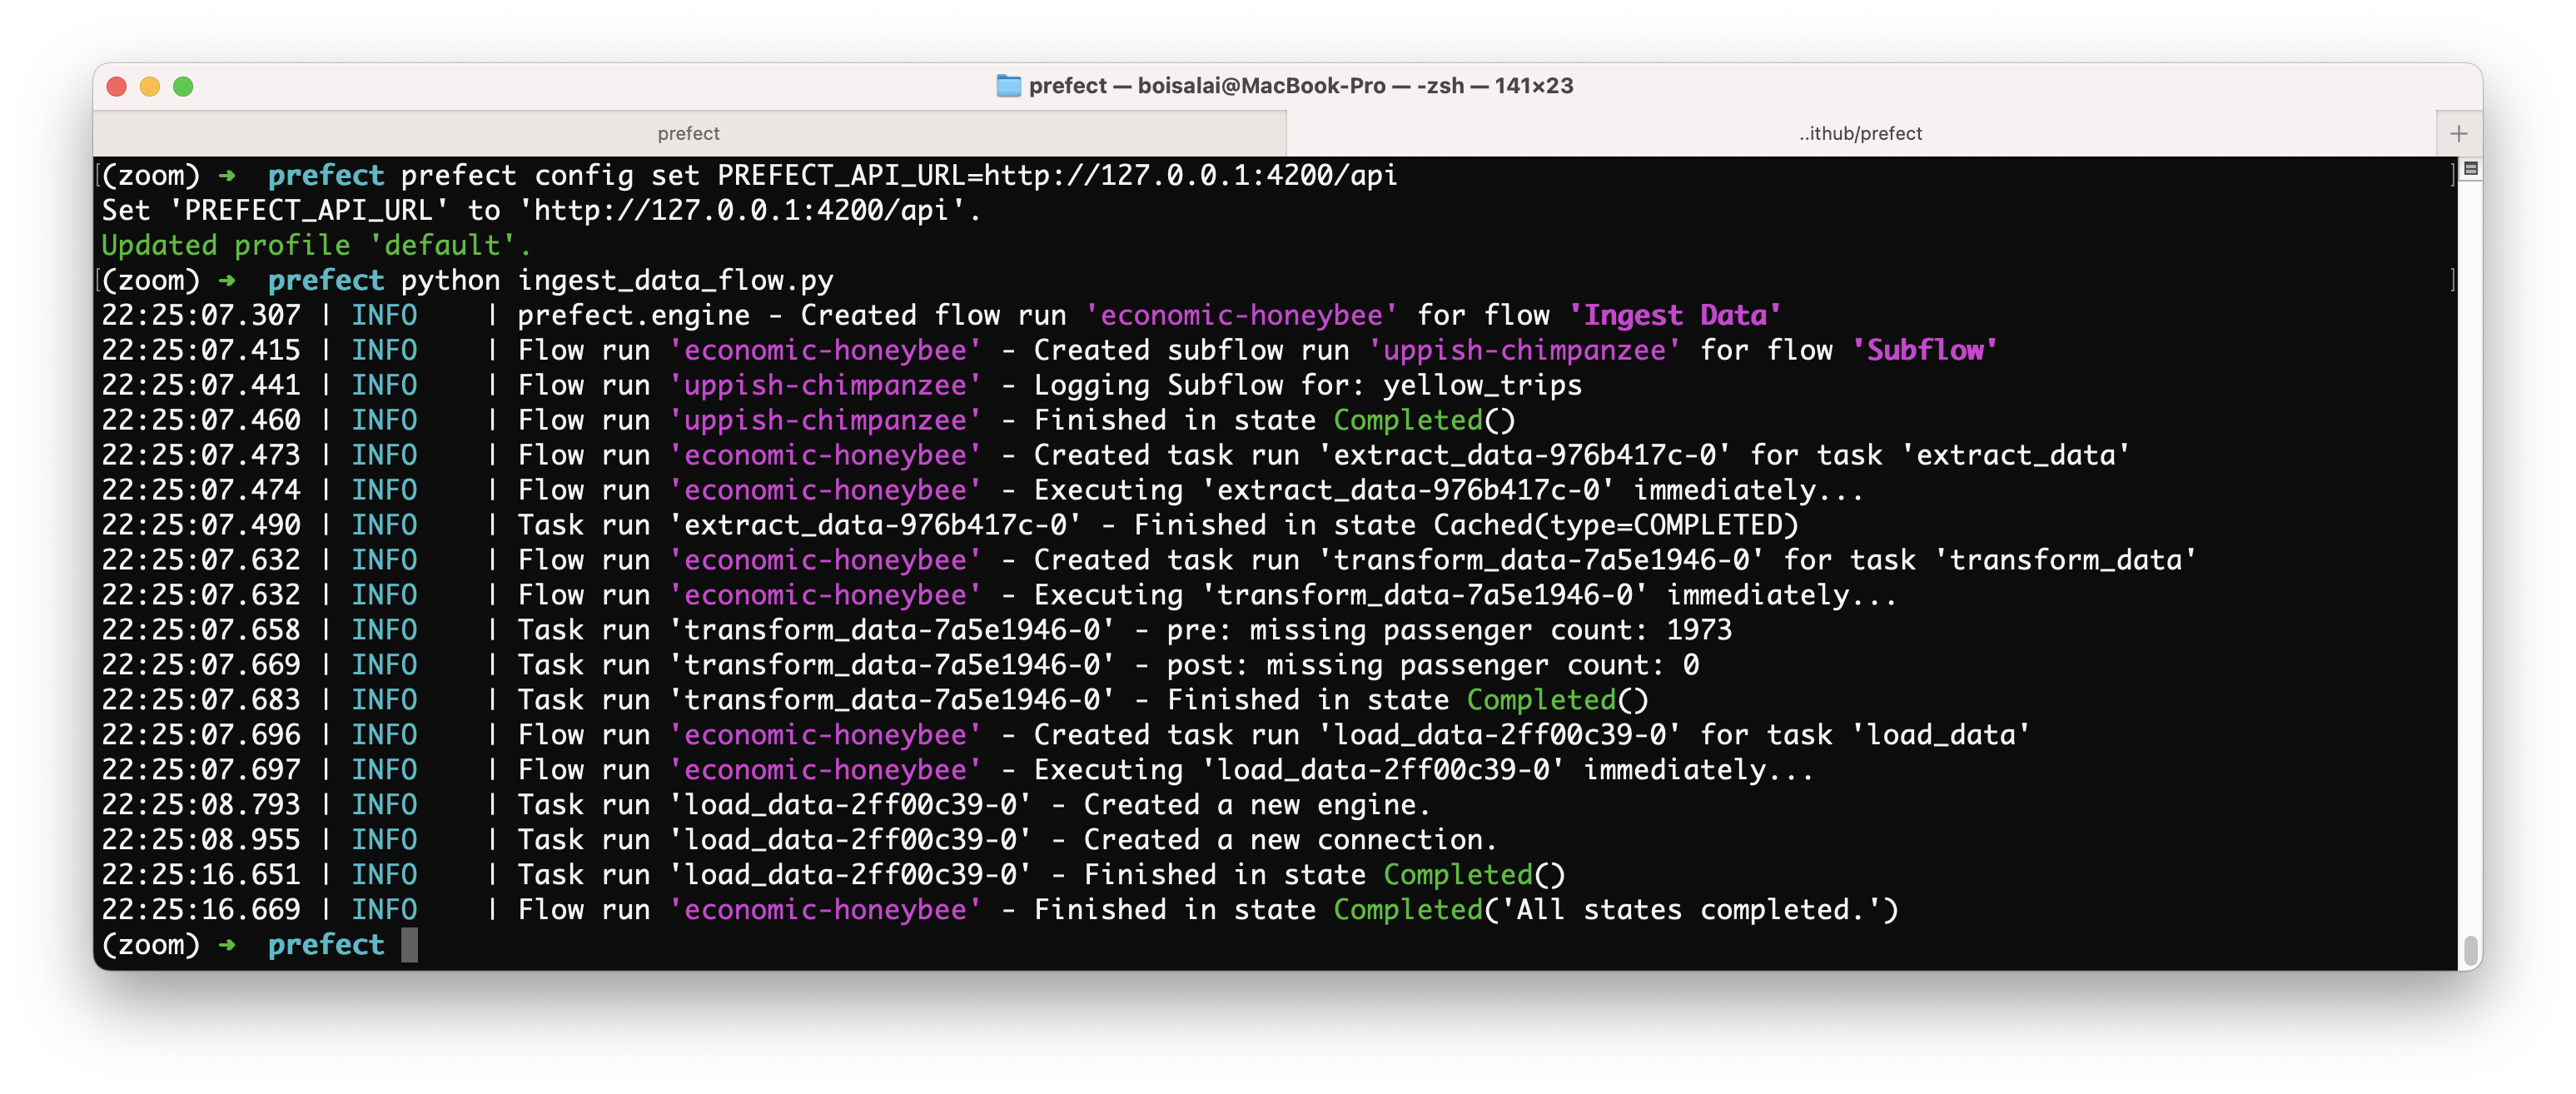 prefect — boisalai@MacBook-Pro — -zsh — 141×23
prefect ..ithub/prefect
(zoom) ➜ prefect prefect config set PREFECT_API_URL=http://127.0.0.1:4200/api
Set 'PREFECT_API_URL' to 'http://127.0.0.1:4200/api'.
Updated profile 'default'.
(zoom) ➜ prefect python ingest_data_flow.py
22:25:07.307 | INFO    | prefect.engine - Created flow run 'economic-honeybee' for flow 'Ingest Data'
22:25:07.415 | INFO    | Flow run 'economic-honeybee' - Created subflow run 'uppish-chimpanzee' for flow 'Subflow'
22:25:07.441 | INFO    | Flow run 'uppish-chimpanzee' - Logging Subflow for: yellow_trips
22:25:07.460 | INFO    | Flow run 'uppish-chimpanzee' - Finished in state Completed()
22:25:07.473 | INFO    | Flow run 'economic-honeybee' - Created task run 'extract_data-976b417c-0' for task 'extract_data'
22:25:07.474 | INFO    | Flow run 'economic-honeybee' - Executing 'extract_data-976b417c-0' immediately...
22:25:07.490 | INFO    | Task run 'extract_data-976b417c-0' - Finished in state Cached(type=COMPLETED)
22:25:07.632 | INFO    | Flow run 'economic-honeybee' - Created task run 'transform_data-7a5e1946-0' for task 'transform_data'
22:25:07.632 | INFO    | Flow run 'economic-honeybee' - Executing 'transform_data-7a5e1946-0' immediately...
22:25:07.658 | INFO    | Task run 'transform_data-7a5e1946-0' - pre: missing passenger count: 1973
22:25:07.669 | INFO    | Task run 'transform_data-7a5e1946-0' - post: missing passenger count: 0
22:25:07.683 | INFO    | Task run 'transform_data-7a5e1946-0' - Finished in state Completed()
22:25:07.696 | INFO    | Flow run 'economic-honeybee' - Created task run 'load_data-2ff00c39-0' for task 'load_data'
22:25:07.697 | INFO    | Flow run 'economic-honeybee' - Executing 'load_data-2ff00c39-0' immediately...
22:25:08.793 | INFO    | Task run 'load_data-2ff00c39-0' - Created a new engine.
22:25:08.955 | INFO    | Task run 'load_data-2ff00c39-0' - Created a new connection.
22:25:16.651 | INFO    | Task run 'load_data-2ff00c39-0' - Finished in state Completed()
22:25:16.669 | INFO    | Flow run 'economic-honeybee' - Finished in state Completed('All states completed.')
(zoom) ➜ prefect